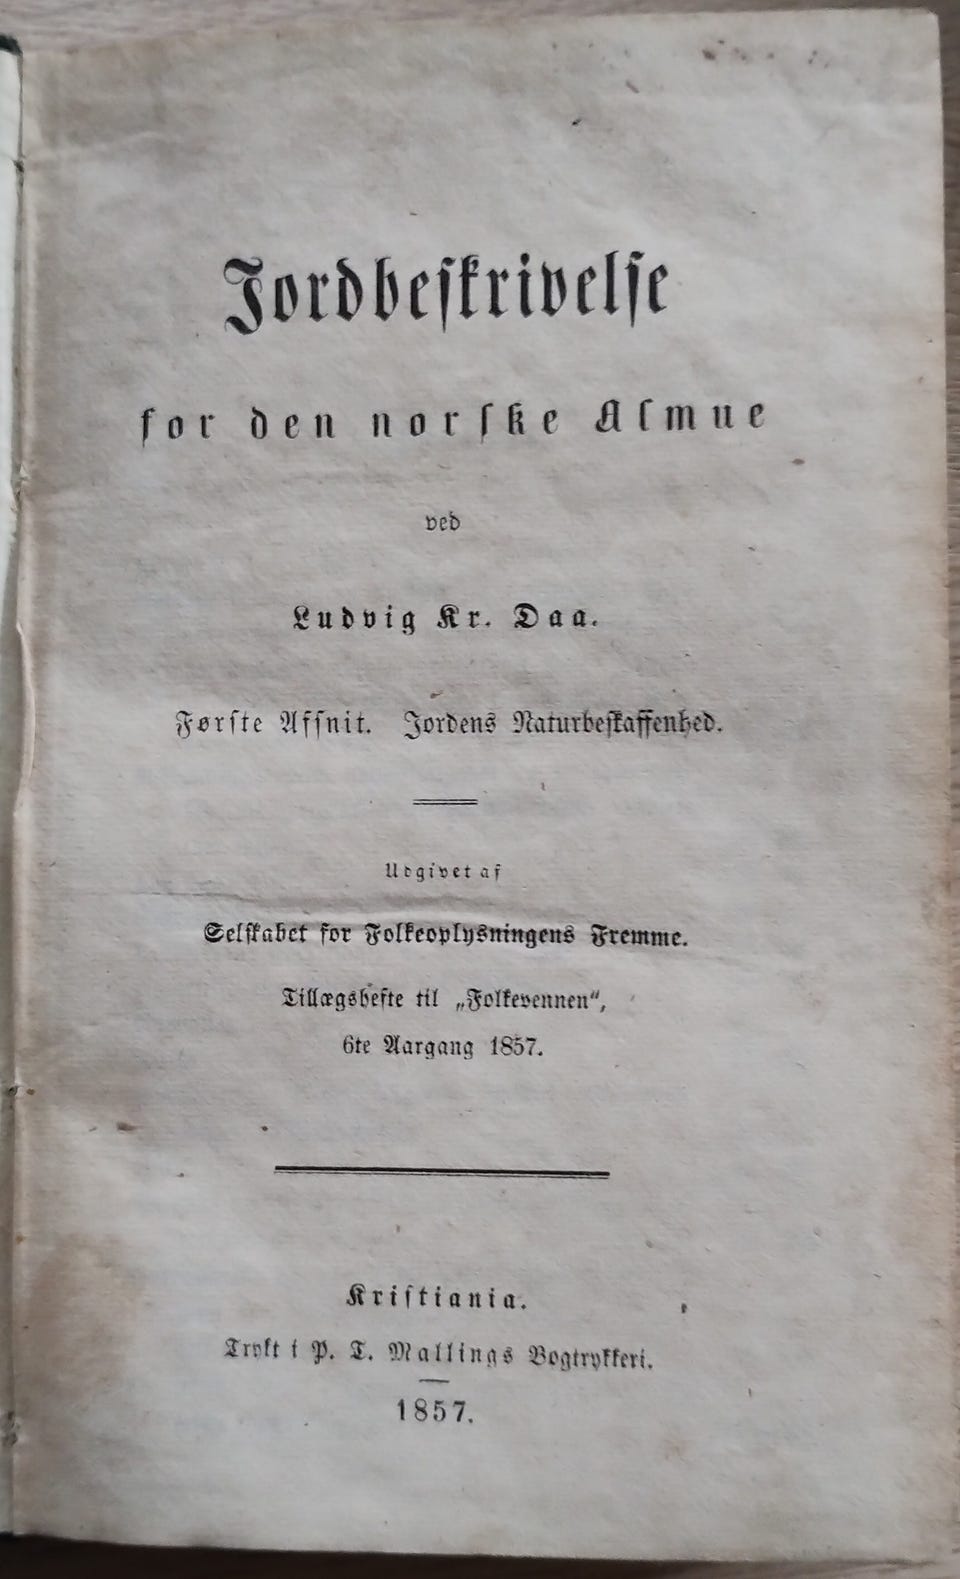 Jordbeskrivelse
for den norske Almue
ved
Ludvig Kr. Daa.
Første Afsnit. Jordens Naturbeskaffenhed.
Udgivet af
Selskabet for Folkeoplysningens Fremme.
Tillægshefte til „Folkevennen“,
6te Aargang 1857.
Kristiania.
Trykt i P. T. Mallings Bogtrykkeri.
1857.